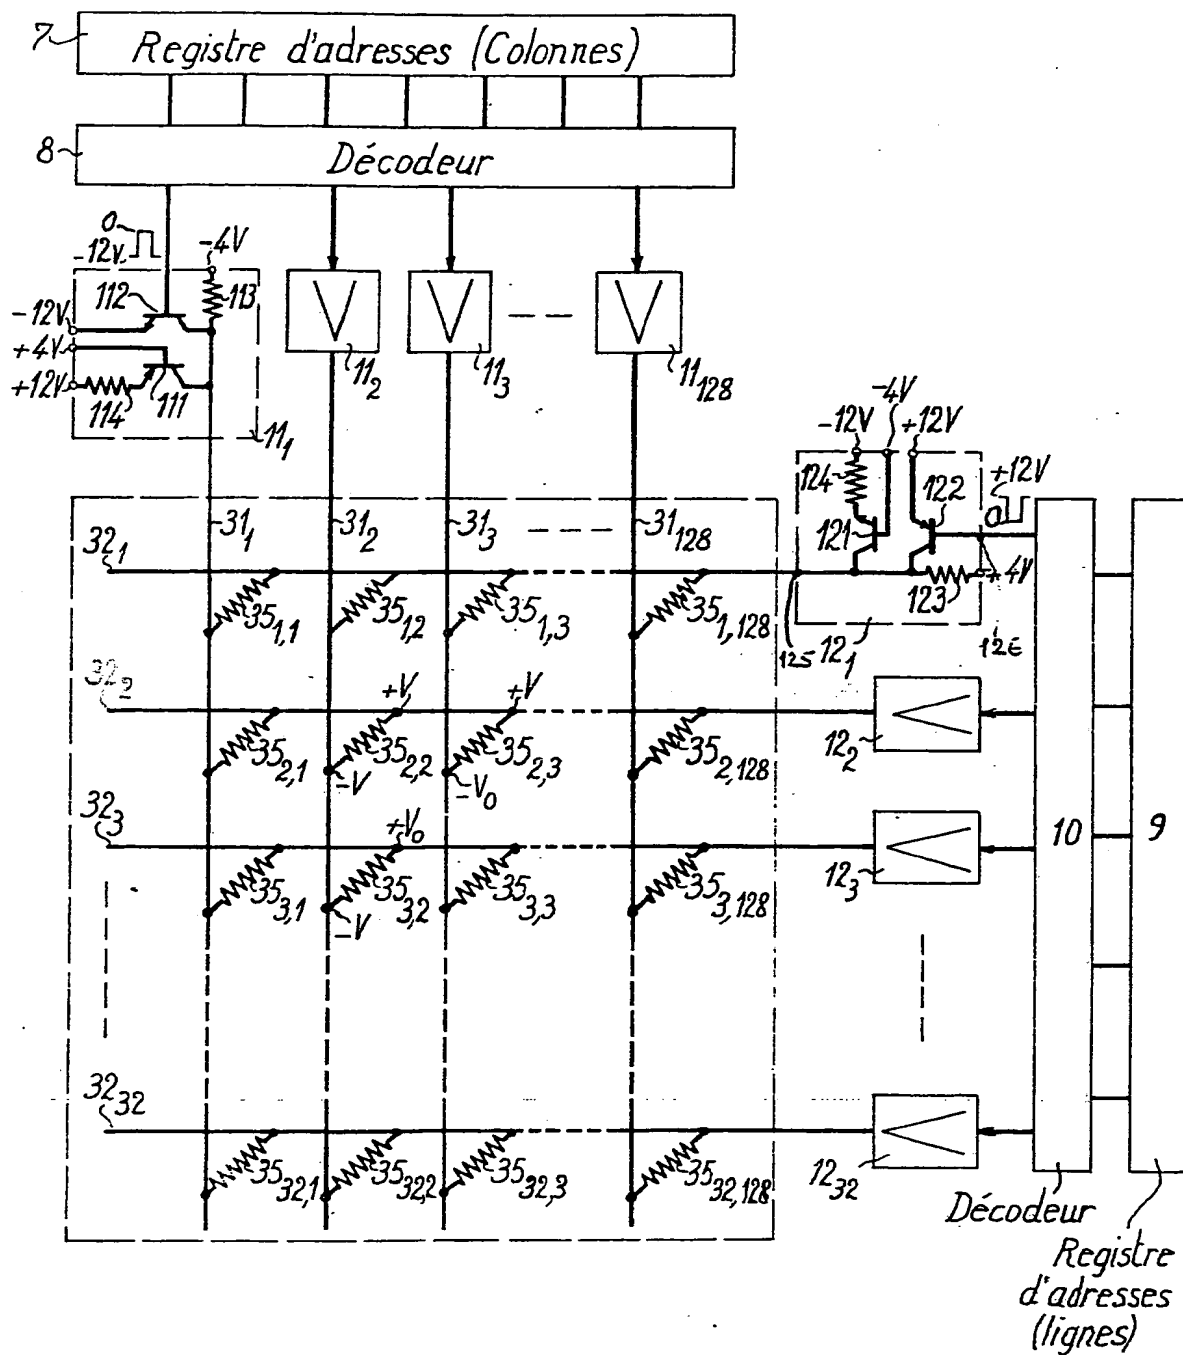 7
Registre d'adresses (Colonnes)
8
Décodeur
0
-12V
-4V
112
113
-12V
+4V
+12V
114
111
11₁
11₂
11₃
11₁₂₈
-12V
-4V
+12V
124
122
+12V
0
121
123
+4V
125
12₁
12E
31₁
31₂
31₃
31₁₂₈
32₁
35₁,₁
35₁,₂
35₁,₃
35₁,₁₂₈
32₂
+V
+V
35₂,₁
35₂,₂
35₂,₃
35₂,₁₂₈
-V
-V₀
12₂
32₃
+V₀
35₃,₁
35₃,₂
35₃,₃
35₃,₁₂₈
-V
12₃
10
9
32₃₂
35₃₂,₁
35₃₂,₂
35₃₂,₃
35₃₂,₁₂₈
12₃₂
Décodeur
Registre
d'adresses
(lignes)